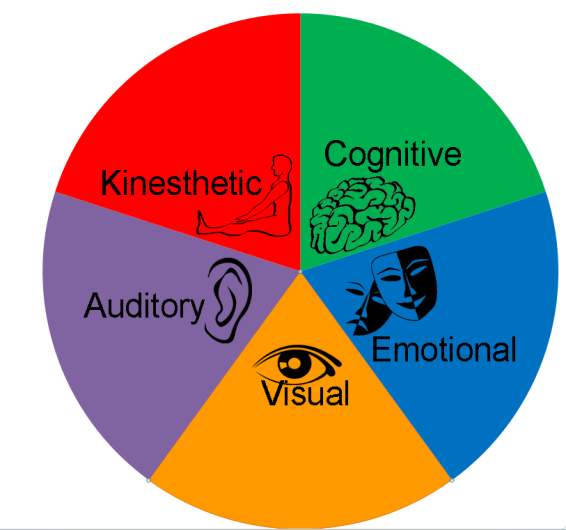 Cognitive
Kinesthetic
Auditory
Emotional
Visual